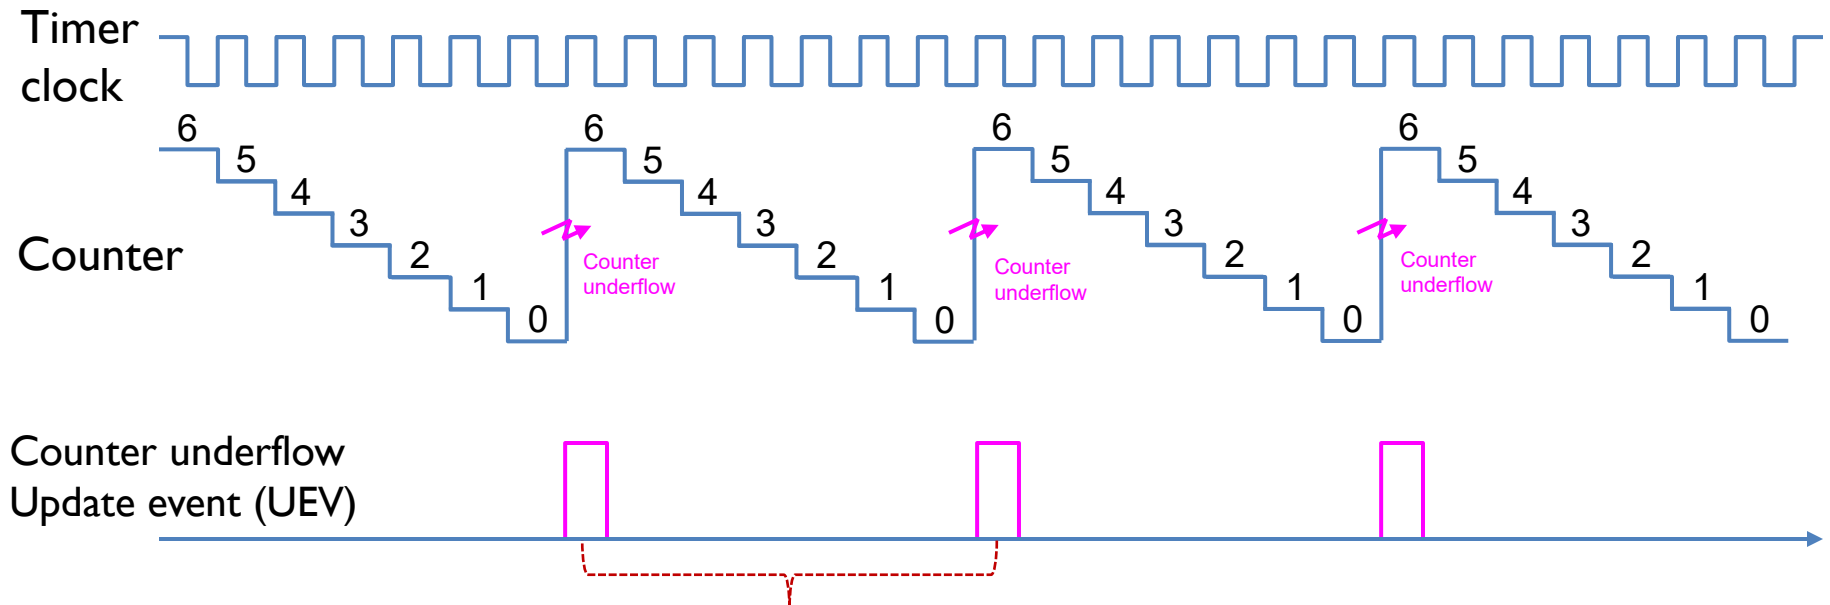 Timer
clock
6 5 4 3 2 1 0 6 5 4 3 2 1 0 6 5 4 3 2 1 0 6 5 4 3 2 1 0
Counter
Counter
underflow
Counter
underflow
Counter
underflow
Counter underflow
Update event (UEV)